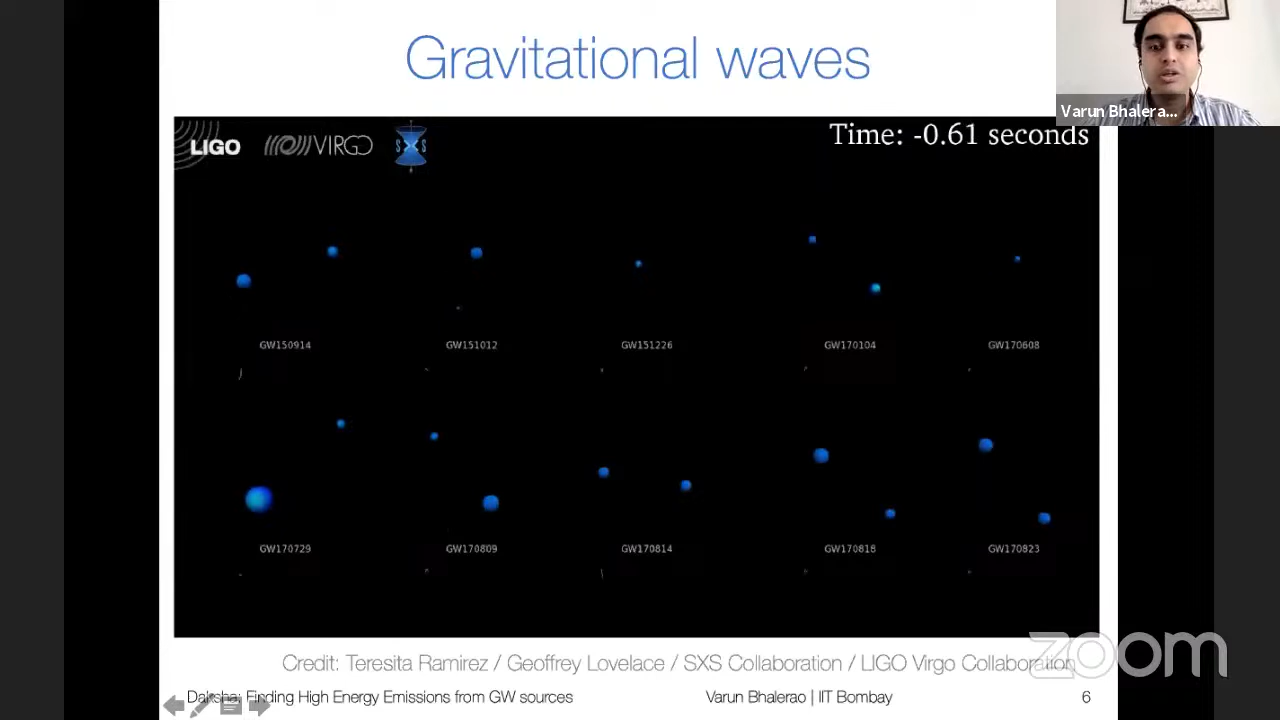 Gravitational waves
Varun Bhalera...
LIGO VIRGO SXS
Time: -0.61 seconds
GW150914 GW151012 GW151226 GW170104 GW170608
GW170729 GW170809 GW170814 GW170818 GW170823
Credit: Teresita Ramirez / Geoffrey Lovelace / SXS Collaboration / LIGO Virgo Collaboration
zoom
Daksha: Finding High Energy Emissions from GW sources Varun Bhalerao | IIT Bombay 6